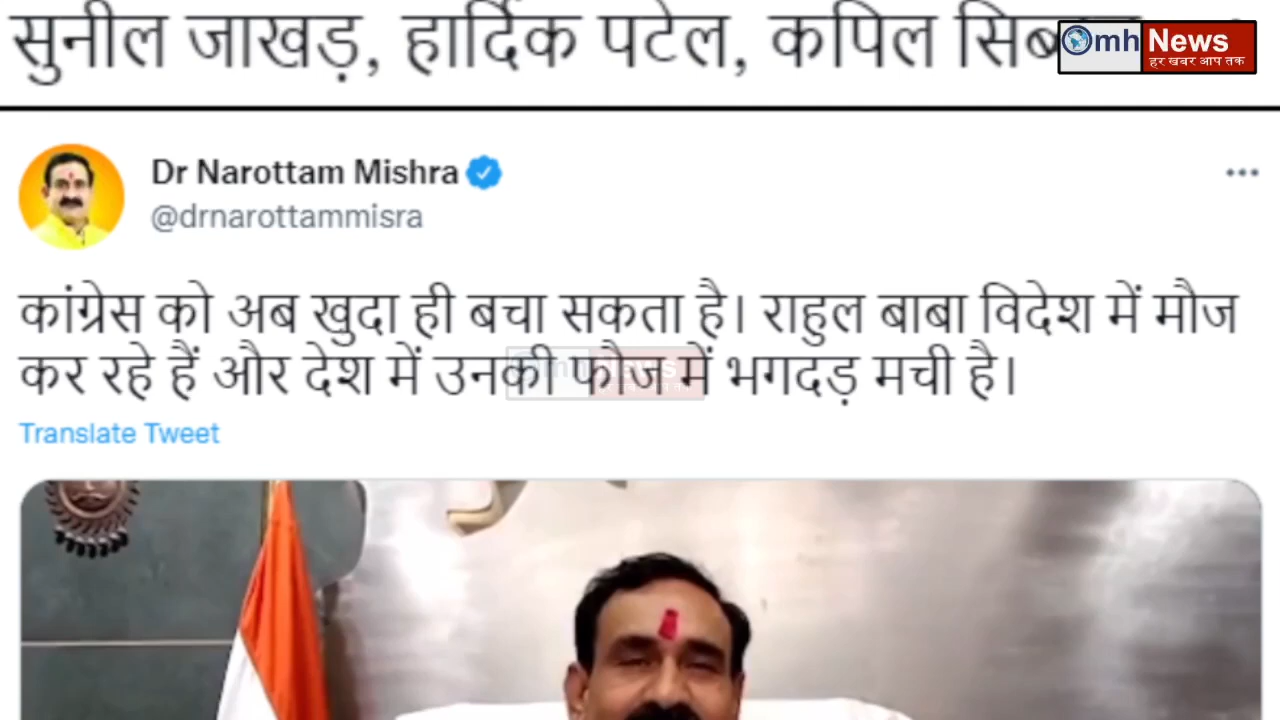 सुनील जाखड़, हार्दिक पटेल, कपिल
Omh News
हर खबर आप तक
Dr Narottam Mishra
@drnarottammisra
कांग्रेस को अब खुदा ही बचा सकता है। राहुल बाबा विदेश में मौज
कर रहे हैं और देश में उनकी फौज में भगदड़ मची है।
Translate Tweet